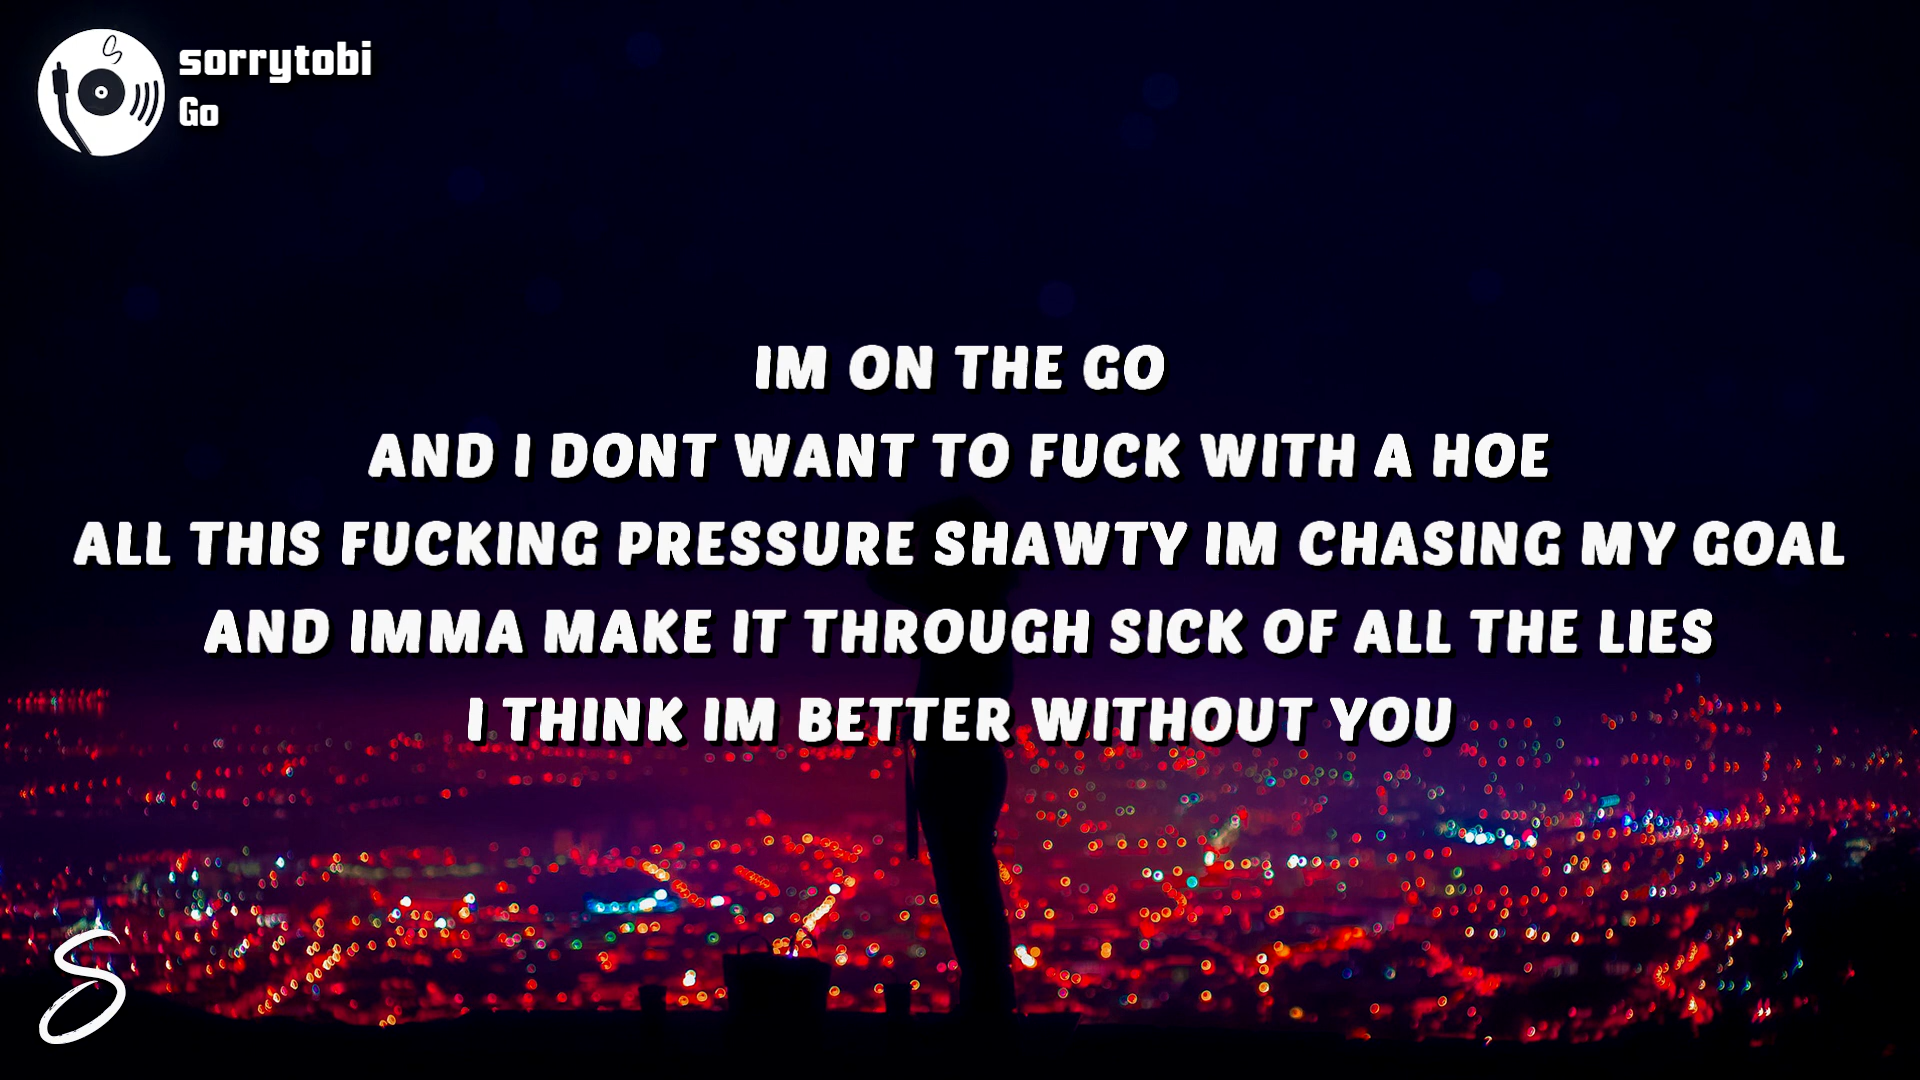 sorrytobi
Go
IM ON THE GO
AND I DONT WANT TO FUCK WITH A HOE
ALL THIS FUCKING PRESSURE SHAWTY IM CHASING MY GOAL
AND IMMA MAKE IT THROUGH SICK OF ALL THE LIES
I THINK IM BETTER WITHOUT YOU
S